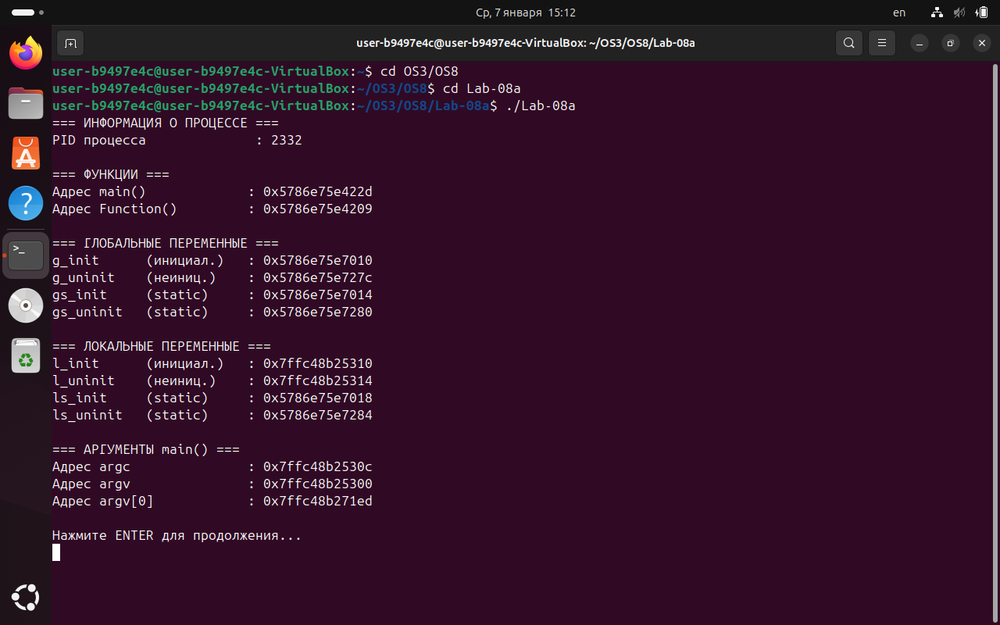 Ср, 7 января 15:12
en
user-b9497e4c@user-b9497e4c-VirtualBox: ~/OS3/OS8/Lab-08a
user-b9497e4c@user-b9497e4c-VirtualBox:~$ cd OS3/OS8
user-b9497e4c@user-b9497e4c-VirtualBox:~/OS3/OS8$ cd Lab-08a
user-b9497e4c@user-b9497e4c-VirtualBox:~/OS3/OS8/Lab-08a$ ./Lab-08a
=== ИНФОРМАЦИЯ О ПРОЦЕССЕ ===
PID процесса              : 2332
=== ФУНКЦИИ ===
Адрес main()             : 0x5786e75e422d
Адрес Function()         : 0x5786e75e4209
=== ГЛОБАЛЬНЫЕ ПЕРЕМЕННЫЕ ===
g_init      (инициал.)   : 0x5786e75e7010
g_uninit    (неиниц.)    : 0x5786e75e727c
gs_init     (static)     : 0x5786e75e7014
gs_uninit   (static)     : 0x5786e75e7280
=== ЛОКАЛЬНЫЕ ПЕРЕМЕННЫЕ ===
l_init      (инициал.)   : 0x7ffc48b25310
l_uninit    (неиниц.)    : 0x7ffc48b25314
ls_init     (static)     : 0x5786e75e7018
ls_uninit   (static)     : 0x5786e75e7284
=== АРГУМЕНТЫ main() ===
Адрес argc               : 0x7ffc48b2530c
Адрес argv               : 0x7ffc48b25300
Адрес argv[0]            : 0x7ffc48b271ed
Нажмите ENTER для продолжения...